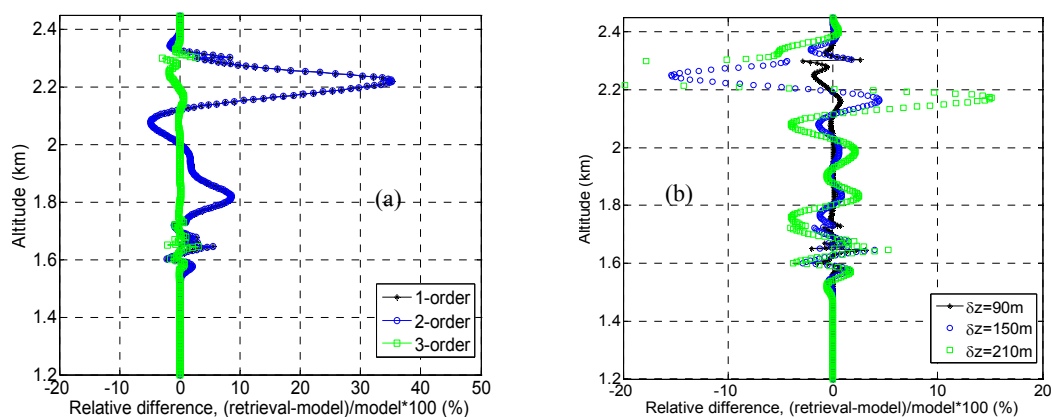 2.4
2.2
2
1.8
1.6
1.4
1.2
Altitude (km)
-20 -10 0 10 20 30 40 50
Relative difference, (retrieval-model)/model*100 (%)
(a)
1-order
2-order
3-order
2.4
2.2
2
1.8
1.6
1.4
1.2
Altitude (km)
-20 -10 0 10 20
Relative difference, (retrieval-model)/model*100 (%)
(b)
δz=90m
δz=150m
δz=210m